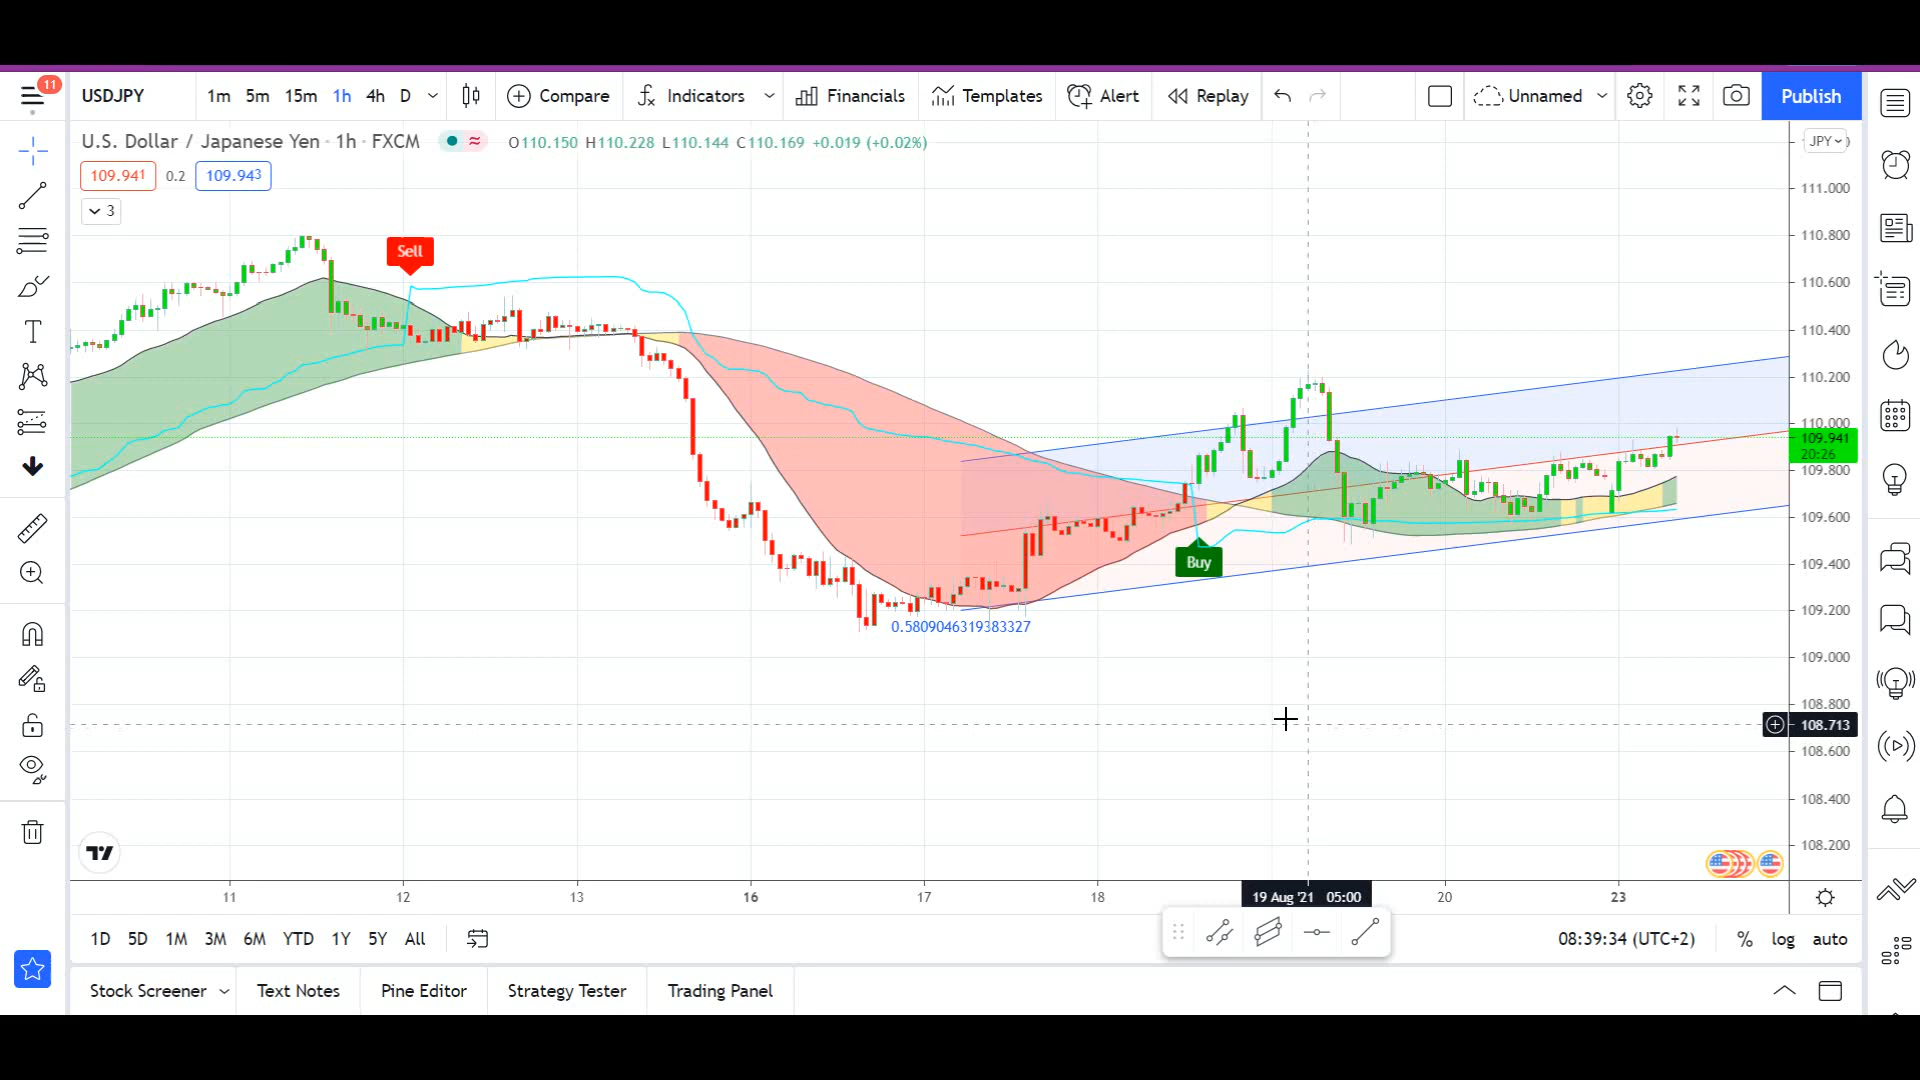 11
USDJPY 1m 5m 15m 1h 4h D Compare Indicators Financials Templates Alert Replay Unnamed Publish
U.S. Dollar / Japanese Yen · 1h · FXCM O110.150 H110.228 L110.144 C110.169 +0.019 (+0.02%)
JPY
109.941 0.2 109.943
3
111.000
110.800
110.600
110.400
110.200
110.000
109.941
20:26
109.800
109.600
109.400
109.200
109.000
108.800
108.713
108.600
108.400
108.200
Sell
Buy
0.5809046319383327
11 12 13 16 17 18 19 Aug '21 05:00 20 23
1D 5D 1M 3M 6M YTD 1Y 5Y All 08:39:34 (UTC+2) % log auto
Stock Screener Text Notes Pine Editor Strategy Tester Trading Panel